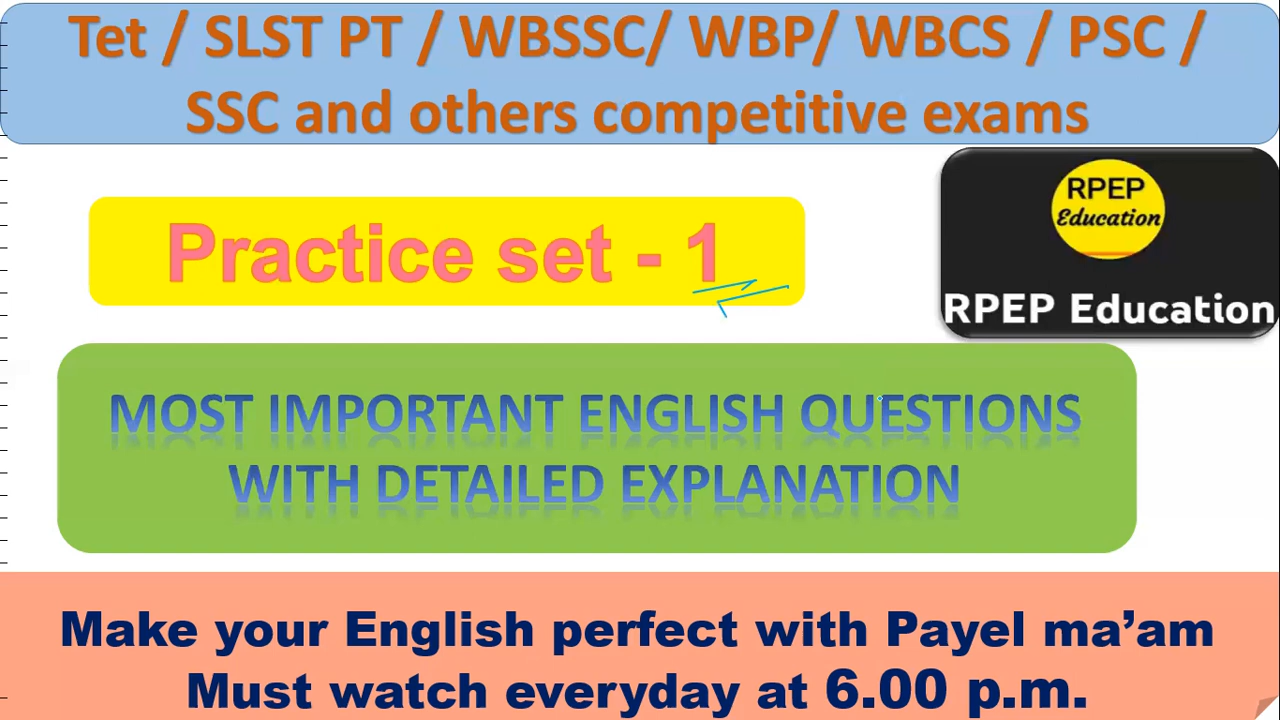 Tet / SLST PT / WBSSC/ WBP/ WBCS / PSC /
SSC and others competitive exams
RPEP
Education
RPEP Education
Practice set - 1
MOST IMPORTANT ENGLISH QUESTIONS
WITH DETAILED EXPLANATION
Make your English perfect with Payel ma’am
Must watch everyday at 6.00 p.m.